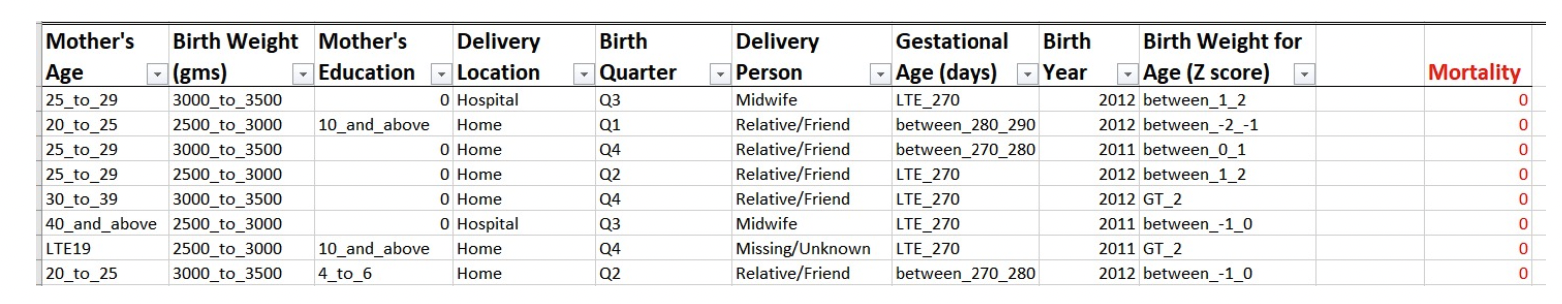 Mother's Age Birth Weight (gms) Mother's Education Delivery Location Birth Quarter Delivery Person Gestational Age (days) Birth Year Birth Weight for Age (Z score) Mortality
25_to_29 3000_to_3500 0 Hospital Q3 Midwife LTE_270 2012 between_1_2 0
20_to_25 2500_to_3000 10_and_above Home Q1 Relative/Friend between_280_290 2012 between_-2_-1 0
25_to_29 3000_to_3500 0 Home Q4 Relative/Friend between_270_280 2011 between_0_1 0
25_to_29 2500_to_3000 0 Home Q2 Relative/Friend LTE_270 2012 between_1_2 0
30_to_39 3000_to_3500 0 Home Q4 Relative/Friend LTE_270 2012 GT_2 0
40_and_above 2500_to_3000 0 Hospital Q3 Midwife LTE_270 2011 between_-1_0 0
LTE19 2500_to_3000 10_and_above Home Q4 Missing/Unknown LTE_270 2011 GT_2 0
20_to_25 3000_to_3500 4_to_6 Home Q2 Relative/Friend between_270_280 2012 between_-1_0 0